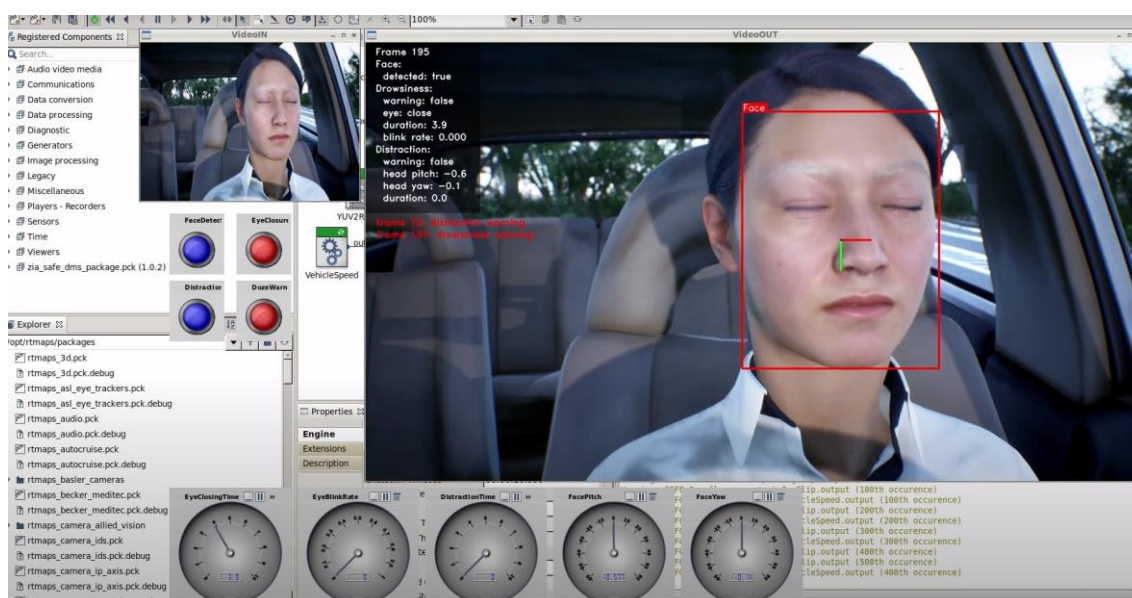 100%
Registered Components
VideoIN
VideoOUT
Search...
Audio video media
Communications
Data conversion
Data processing
Diagnostic
Generators
Image processing
Legacy
Miscellaneous
Players - Recorders
Sensors
Time
Viewers
zia_safe_dms_package.pck (1.0.2)
FaceDetec
EyeClosure
Distraction
DozeWarn
YUV2R
VehicleSpeed
Frame 195
Face:
detected: true
Drowsiness:
warning: false
eye: close
duration: 3.9
blink rate: 0.000
Distraction:
warning: false
head pitch: -0.6
head yaw: -0.1
duration: 0.0
distraction warning
drowsiness warning
Face
Explorer
/opt/rtmaps/packages
rtmaps_3d.pck
rtmaps_3d.pck.debug
rtmaps_asl_eye_trackers.pck
rtmaps_asl_eye_trackers.pck.debug
rtmaps_audio.pck
rtmaps_audio.pck.debug
rtmaps_autocruise.pck
rtmaps_autocruise.pck.debug
rtmaps_basler_cameras
rtmaps_becker_meditec.pck
rtmaps_becker_meditec.pck.debug
rtmaps_camera_allied_vision
rtmaps_camera_ids.pck
rtmaps_camera_ids.pck.debug
rtmaps_camera_ip_axis.pck
rtmaps_camera_ip_axis.pck.debug
Properties
Engine
Extensions
Description
EyeClosingTime
EyeBlinkRate
DistractionTime
FacePitch
FaceYaw
lip.output (100th occurence)
cleSpeed.output (100th occurence)
lip.output (200th occurence)
cleSpeed.output (200th occurence)
lip.output (300th occurence)
cleSpeed.output (300th occurence)
lip.output (400th occurence)
lip.output (500th occurence)
cleSpeed.output (400th occurence)